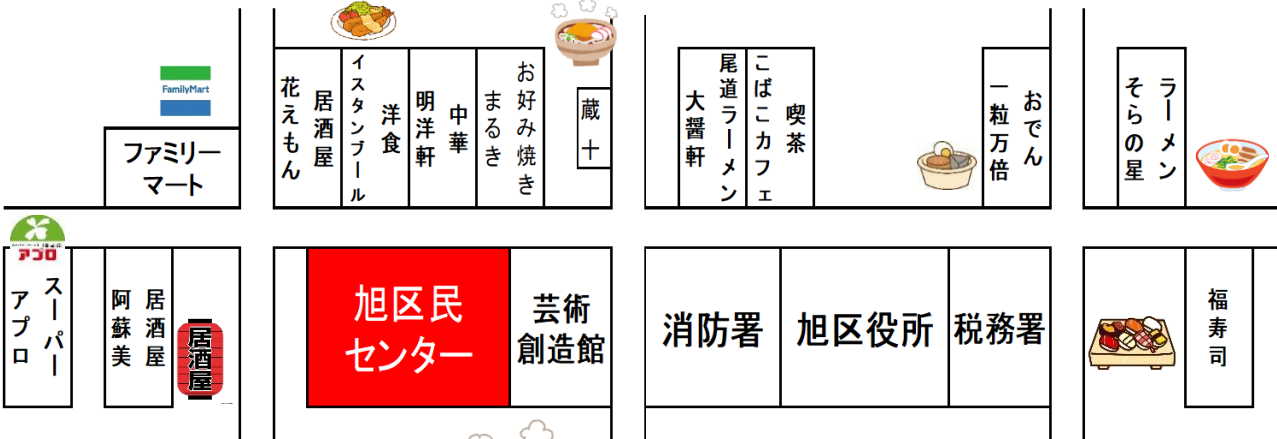 FamilyMart
ファミリー
マート
居酒屋
花えもん
洋食
イスタンブール
中華
明洋軒
お好み焼き
まるき
蔵十
尾道ラーメン
大醤軒
喫茶
こばこカフェ
おでん
一粒万倍
ラーメン
そらの星
アプロ
スーパー
アプロ
居酒屋
阿蘇美
居酒屋
旭区民
センター
芸術
創造館
消防署
旭区役所
税務署
福寿司